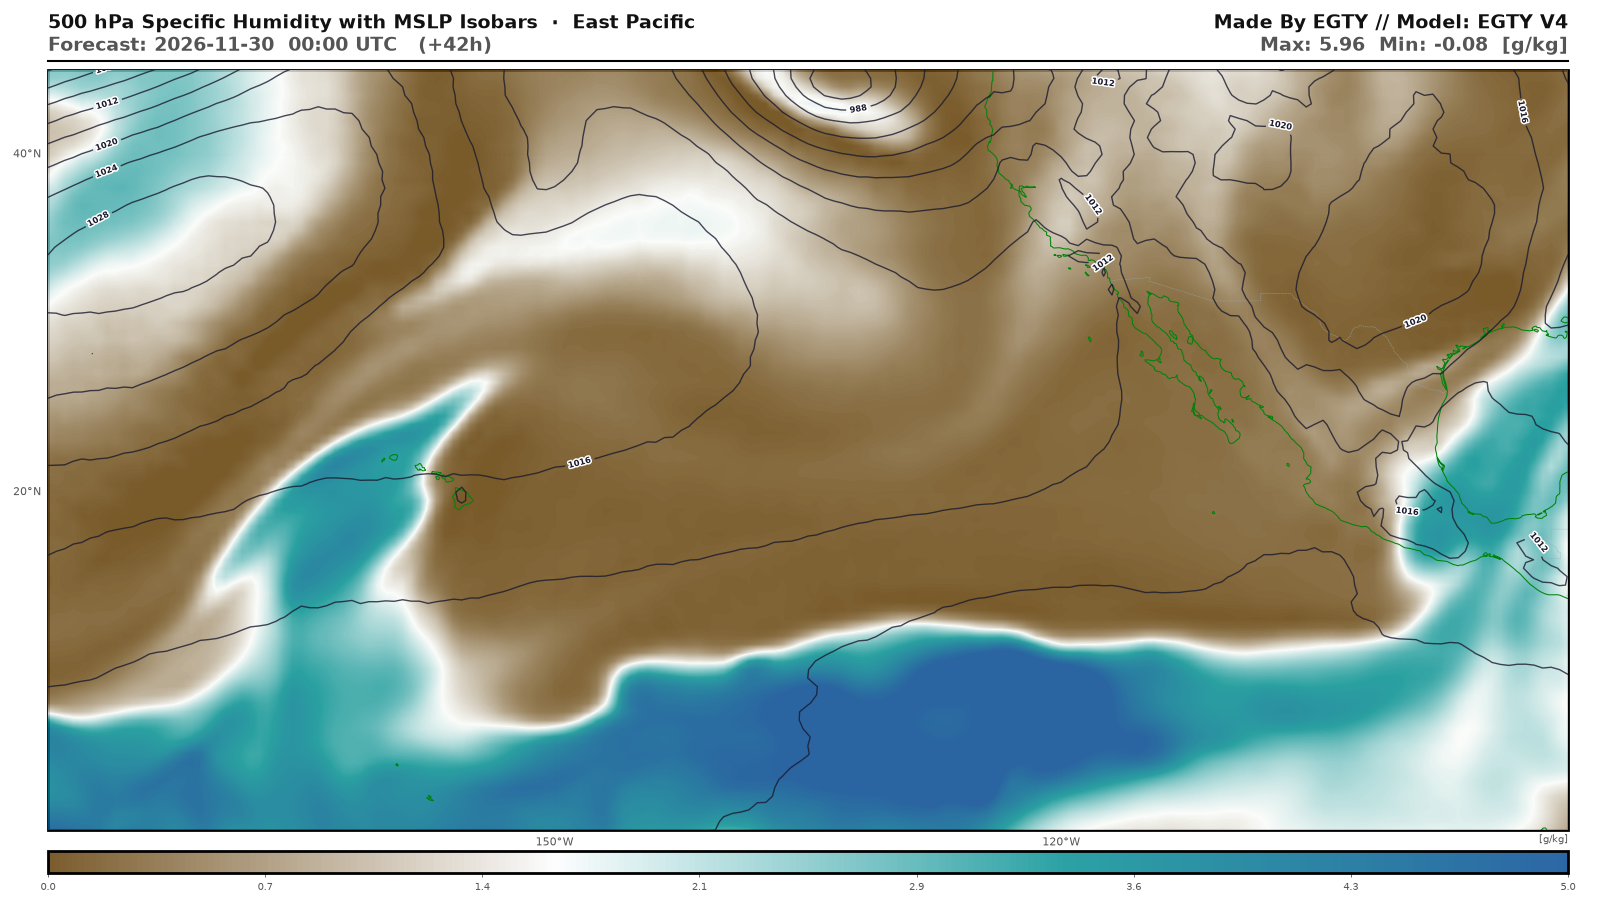 500 hPa Specific Humidity with MSLP Isobars · East Pacific
Made By EGTY // Model: EGTY V4
Forecast: 2026-11-30 00:00 UTC (+42h)
Max: 5.96 Min: -0.08 [g/kg]
1012
1012
988
1016
1020
1020
40°N
1024
1012
1028
1012
1020
1016
20°N
1016
1012
150°W
120°W
[g/kg]
0.0
0.7
1.4
2.1
2.9
3.6
4.3
5.0